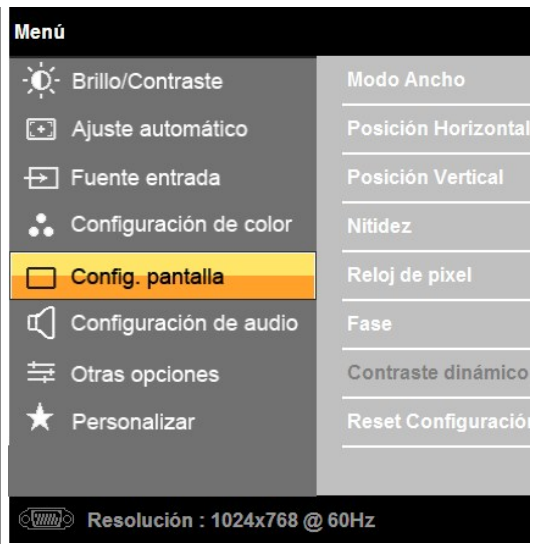 Menú
Brillo/Contraste
Ajuste automático
Fuente entrada
Configuración de color
Config. pantalla
Configuración de audio
Otras opciones
Personalizar
Modo Ancho
Posición Horizontal
Posición Vertical
Nitidez
Reloj de pixel
Fase
Contraste dinámico
Reset Configuración
Resolución : 1024x768 @ 60Hz